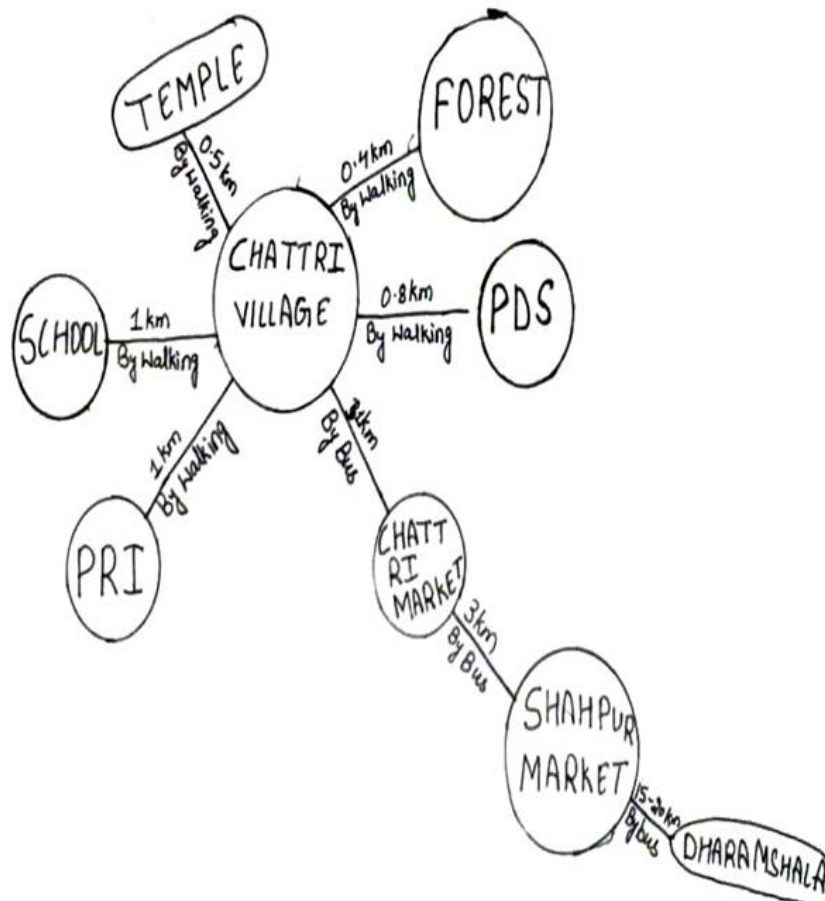 TEMPLE
0.5km
By Walking
FOREST
0.4km
By Walking
CHATTRI
VILLAGE
0.8km
By Walking
PDS
SCHOOL
1km
By Walking
1km
By Walking
PRI
By Bus
CHATT
RI
MARKET
3km
By Bus
SHAHPUR
MARKET
15-20km
By bus
DHARAMSHALA